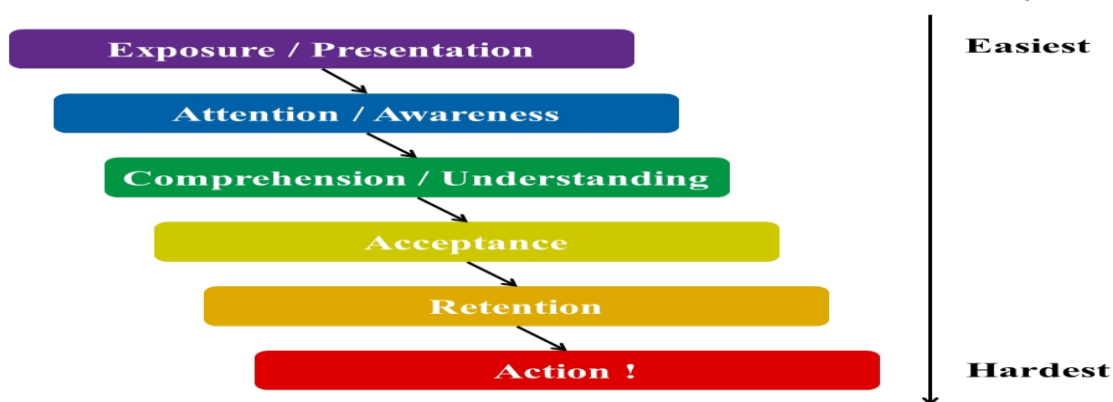 Exposure / Presentation
Easiest
Attention / Awareness
Comprehension / Understanding
Acceptance
Retention
Action !
Hardest